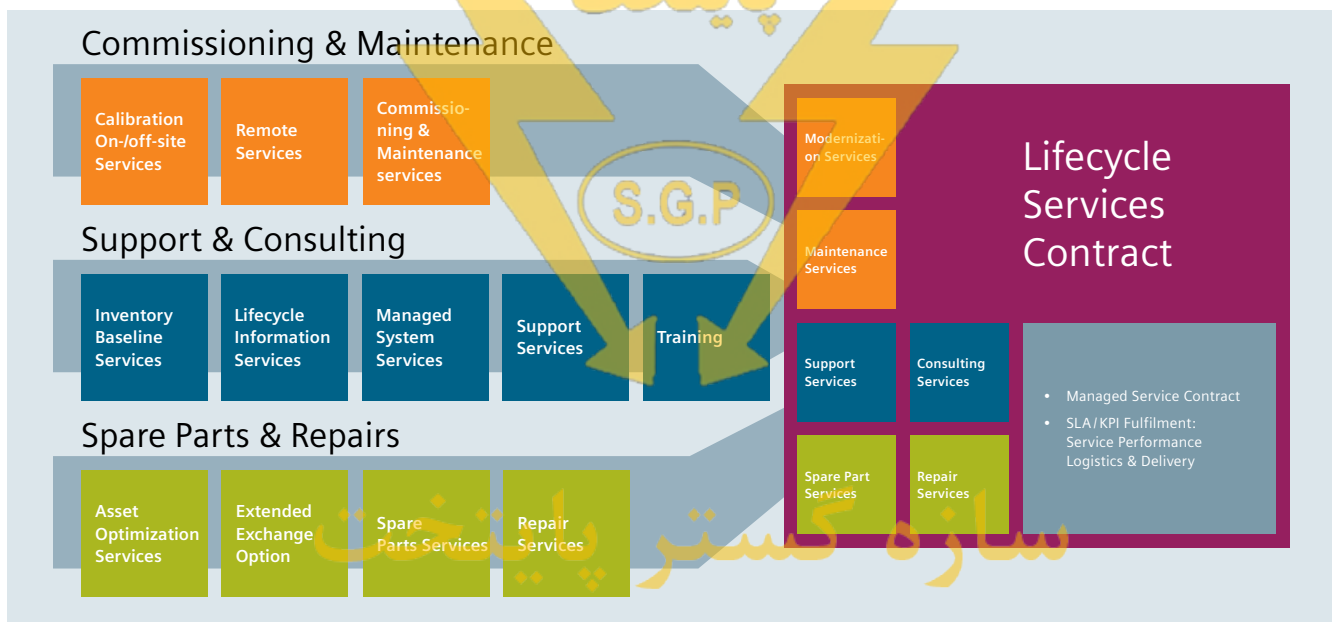 پایتخت
Commissioning & Maintenance
Calibration
On-/off-site
Services
Remote
Services
Commissio-
ning &
Maintenance
services
S.G.P
Support & Consulting
Inventory
Baseline
Services
Lifecycle
Information
Services
Managed
System
Services
Support
Services
Training
Spare Parts & Repairs
Asset
Optimization
Services
Extended
Exchange
Option
Spare
Parts Services
Repair
Services
Modernizati-
on Services
Maintenance
Services
Lifecycle
Services
Contract
Support
Services
Consulting
Services
Spare Part
Services
Repair
Services
• Managed Service Contract
• SLA/KPI Fulfilment:
Service Performance
Logistics & Delivery
سازه گستر پایتخت